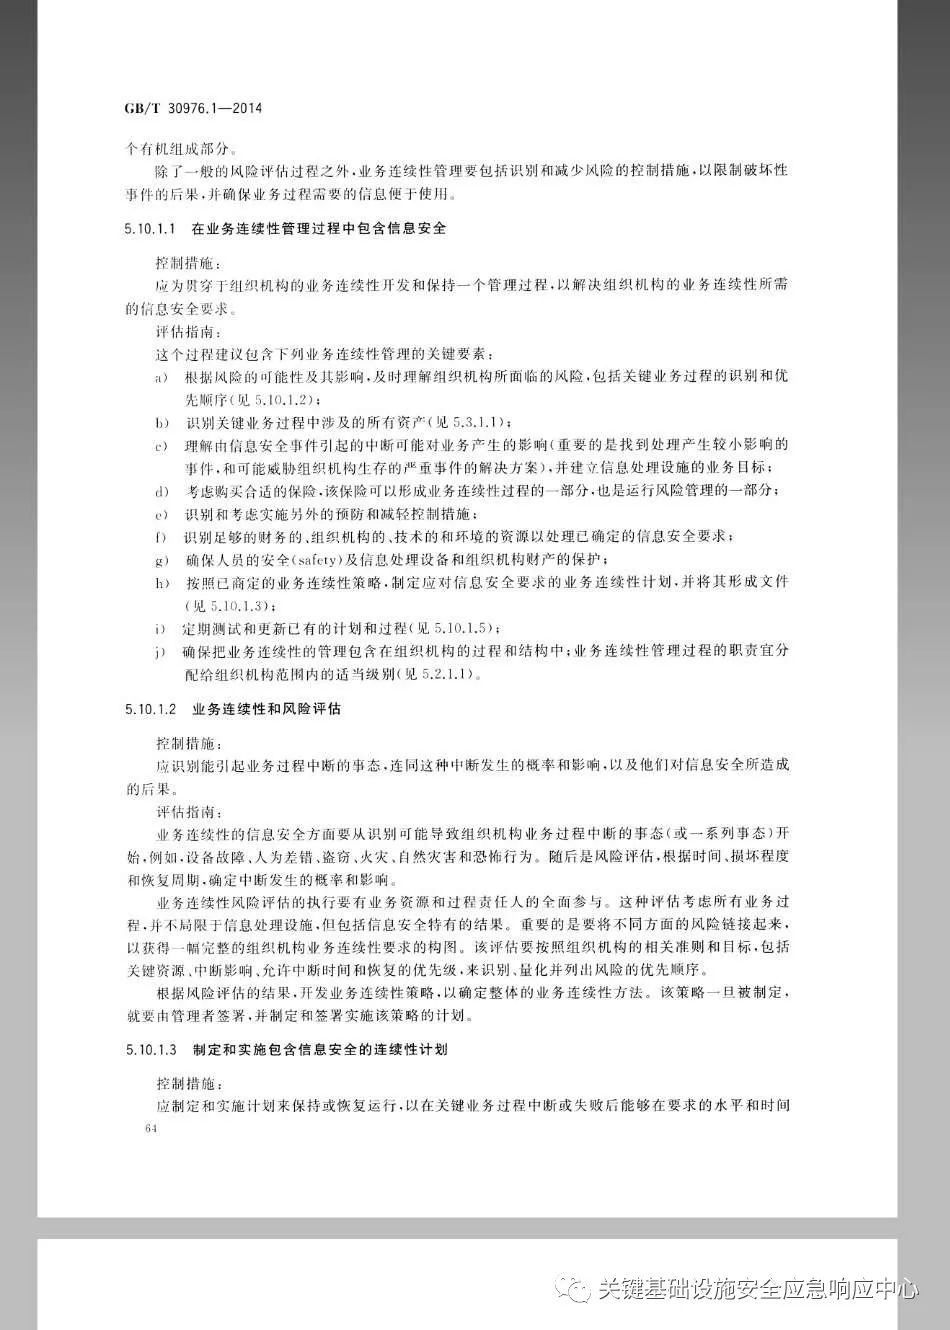 GB/T 30976.1—2014
个有机组成部分。
除了一般的风险评估过程之外,业务连续性管理要包括识别和减少风险的控制措施,以限制破坏性
事件的后果,并确保业务过程需要的信息便于使用。
5.10.1.1 在业务连续性管理过程中包含信息安全
控制措施:
应为贯穿于组织机构的业务连续性开发和保持一个管理过程,以解决组织机构的业务连续性所需
的信息安全要求。
评估指南:
这个过程建议包含下列业务连续性管理的关键要素:
a) 根据风险的可能性及其影响,及时理解组织机构所面临的风险,包括关键业务过程的识别和优
先顺序(见 5.10.1.2);
b) 识别关键业务过程中涉及的所有资产(见 5.3.1.1);
c) 理解由信息安全事件引起的中断可能对业务产生的影响(重要的是找到处理产生较小影响的
事件,和可能威胁组织机构生存的严重事件的解决方案),并建立信息处理设施的业务目标;
d) 考虑购买合适的保险,该保险可以形成业务连续性过程的一部分,也是运行风险管理的一部分;
e) 识别和考虑实施另外的预防和减轻控制措施;
f) 识别足够的财务的、组织机构的、技术的和环境的资源以处理已确定的信息安全要求;
g) 确保人员的安全(safety)及信息处理设备和组织机构财产的保护;
h) 按照已商定的业务连续性策略,制定应对信息安全要求的业务连续性计划,并将其形成文件
(见 5.10.1.3);
i) 定期测试和更新已有的计划和过程(见 5.10.1.5);
j) 确保把业务连续性的管理包含在组织机构的过程和结构中;业务连续性管理过程的职责宜分
配给组织机构范围内的适当级别(见 5.2.1.1)。
5.10.1.2 业务连续性和风险评估
控制措施:
应识别能引起业务过程中断的事态,连同这种中断发生的概率和影响,以及他们对信息安全所造成
的后果。
评估指南:
业务连续性的信息安全方面要从识别可能导致组织机构业务过程中断的事态(或一系列事态)开
始,例如,设备故障、人为差错、盗窃、火灾、自然灾害和恐怖行为。随后是风险评估,根据时间、损坏程度
和恢复周期,确定中断发生的概率和影响。
业务连续性风险评估的执行要有业务资源和过程责任人的全面参与。这种评估考虑所有业务过
程,并不局限于信息处理设施,但包括信息安全特有的结果。重要的是要将不同方面的风险链接起来,
以获得一幅完整的组织机构业务连续性要求的构图。该评估要按照组织机构的相关准则和目标,包括
关键资源、中断影响、允许中断时间和恢复的优先级,来识别、量化并列出风险的优先顺序。
根据风险评估的结果,开发业务连续性策略,以确定整体的业务连续性方法。该策略一旦被制定,
就要由管理者签署,并制定和签署实施该策略的计划。
5.10.1.3 制定和实施包含信息安全的连续性计划
控制措施:
应制定和实施计划来保持或恢复运行,以在关键业务过程中断或失败后能够在要求的水平和时间
64
关键基础设施安全应急响应中心